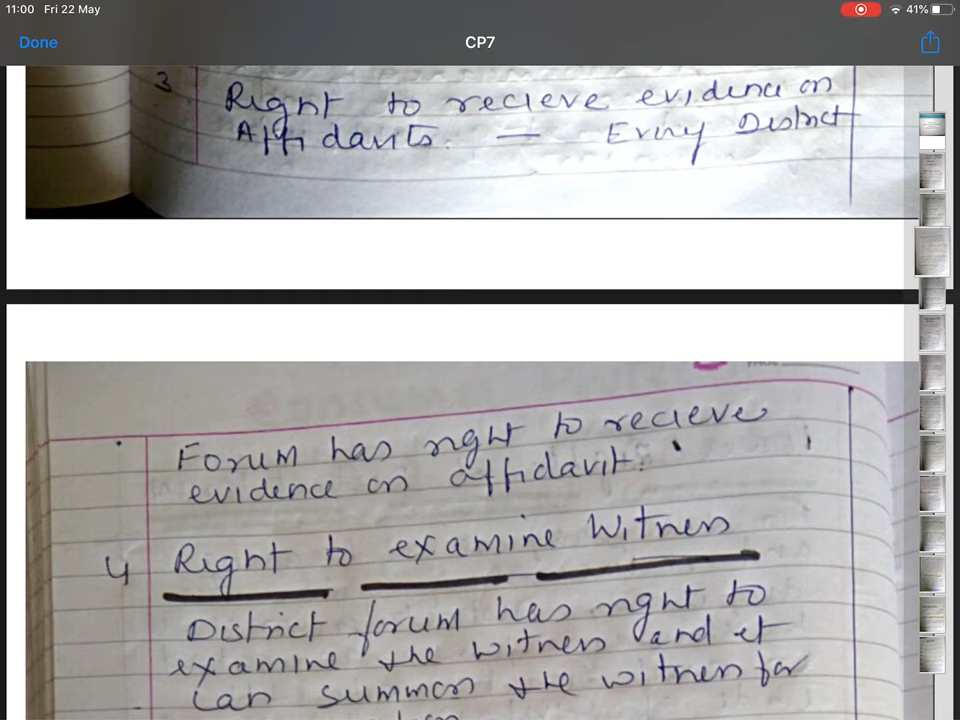 11:00 Fri 22 May
41%
Done
CP7
3
Right to recieve evidence on
Affidavits. — Every District
Forum has right to recieve
evidence on affidavit.
4 Right to examine Witness
District forum has right to
examine the witness and et
can summon the witness for